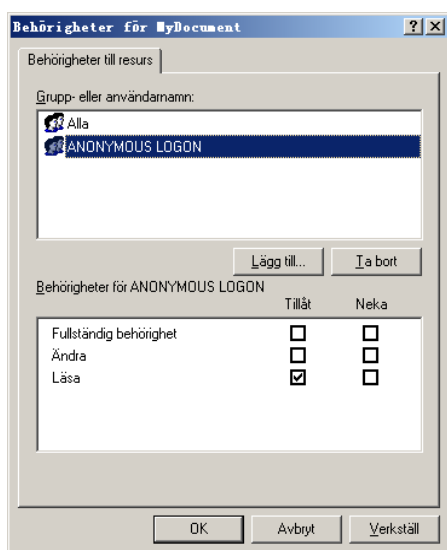 Behörigheter för MyDocument
Behörigheter till resurs
Grupp- eller användarnamn:
Alla
ANONYMOUS LOGON
Lägg till... Ta bort
Behörigheter för ANONYMOUS LOGON
Tillåt Neka
Fullständig behörighet
Ändra
Läsa
OK Avbryt Verkställ